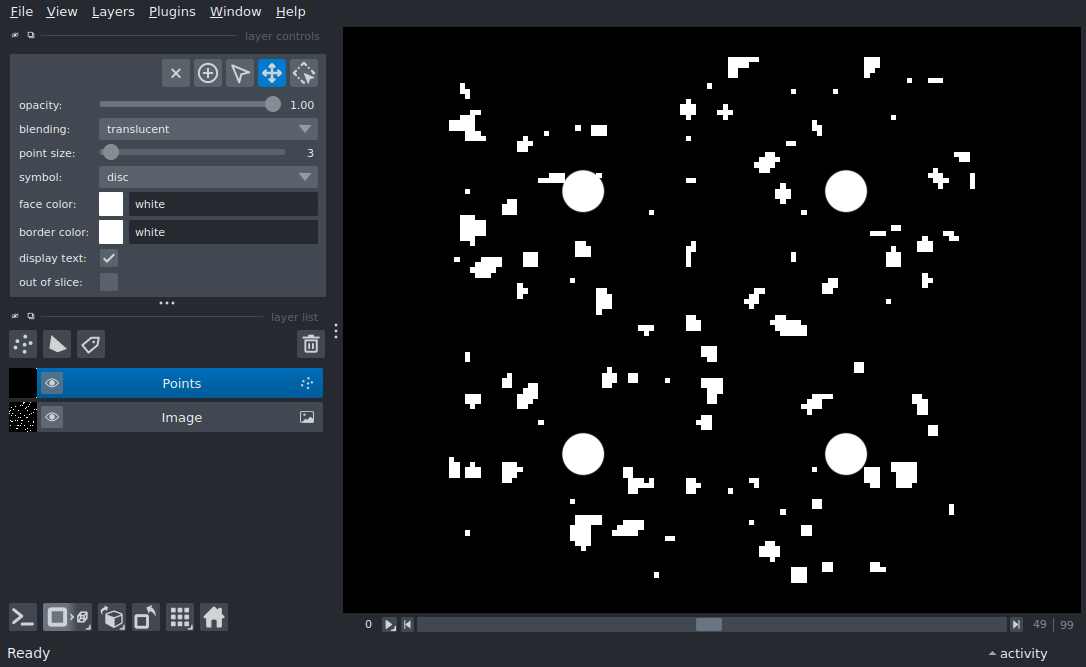 File View Layers Plugins Window Help
layer controls
opacity: 1.00
blending: translucent
point size: 3
symbol: disc
face color: white
border color: white
display text:
out of slice:
layer list
Points
Image
0 49 | 99
Ready activity